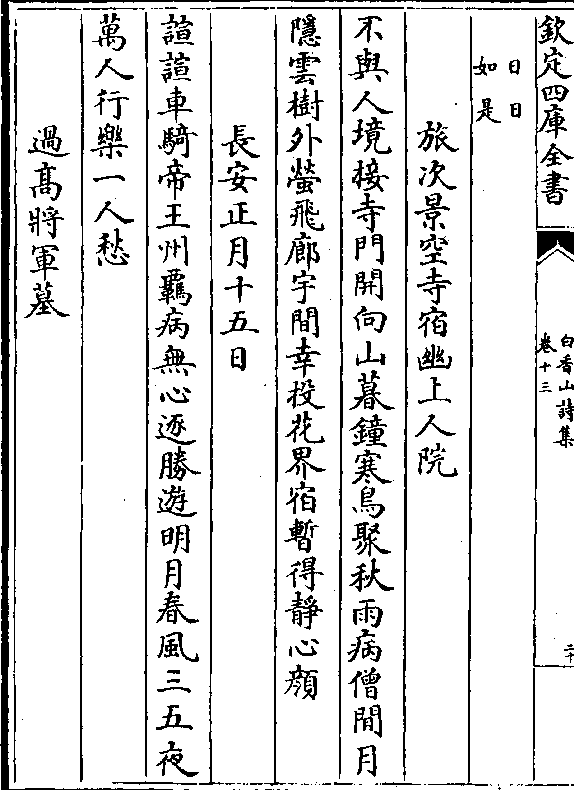 欽定四庫全書
白香山詩集
卷十三
二十
日日
如是
旅次景空寺宿幽上人院
不與人境接寺門開向山暮鐘寒鳥聚秋雨病僧閒月
隱雲樹外螢飛廊宇間幸投花界宿暫得靜心顏
長安正月十五日
諠諠車騎帝王州羈病無心逐勝遊明月春風三五夜
萬人行樂一人愁
過高將軍墓